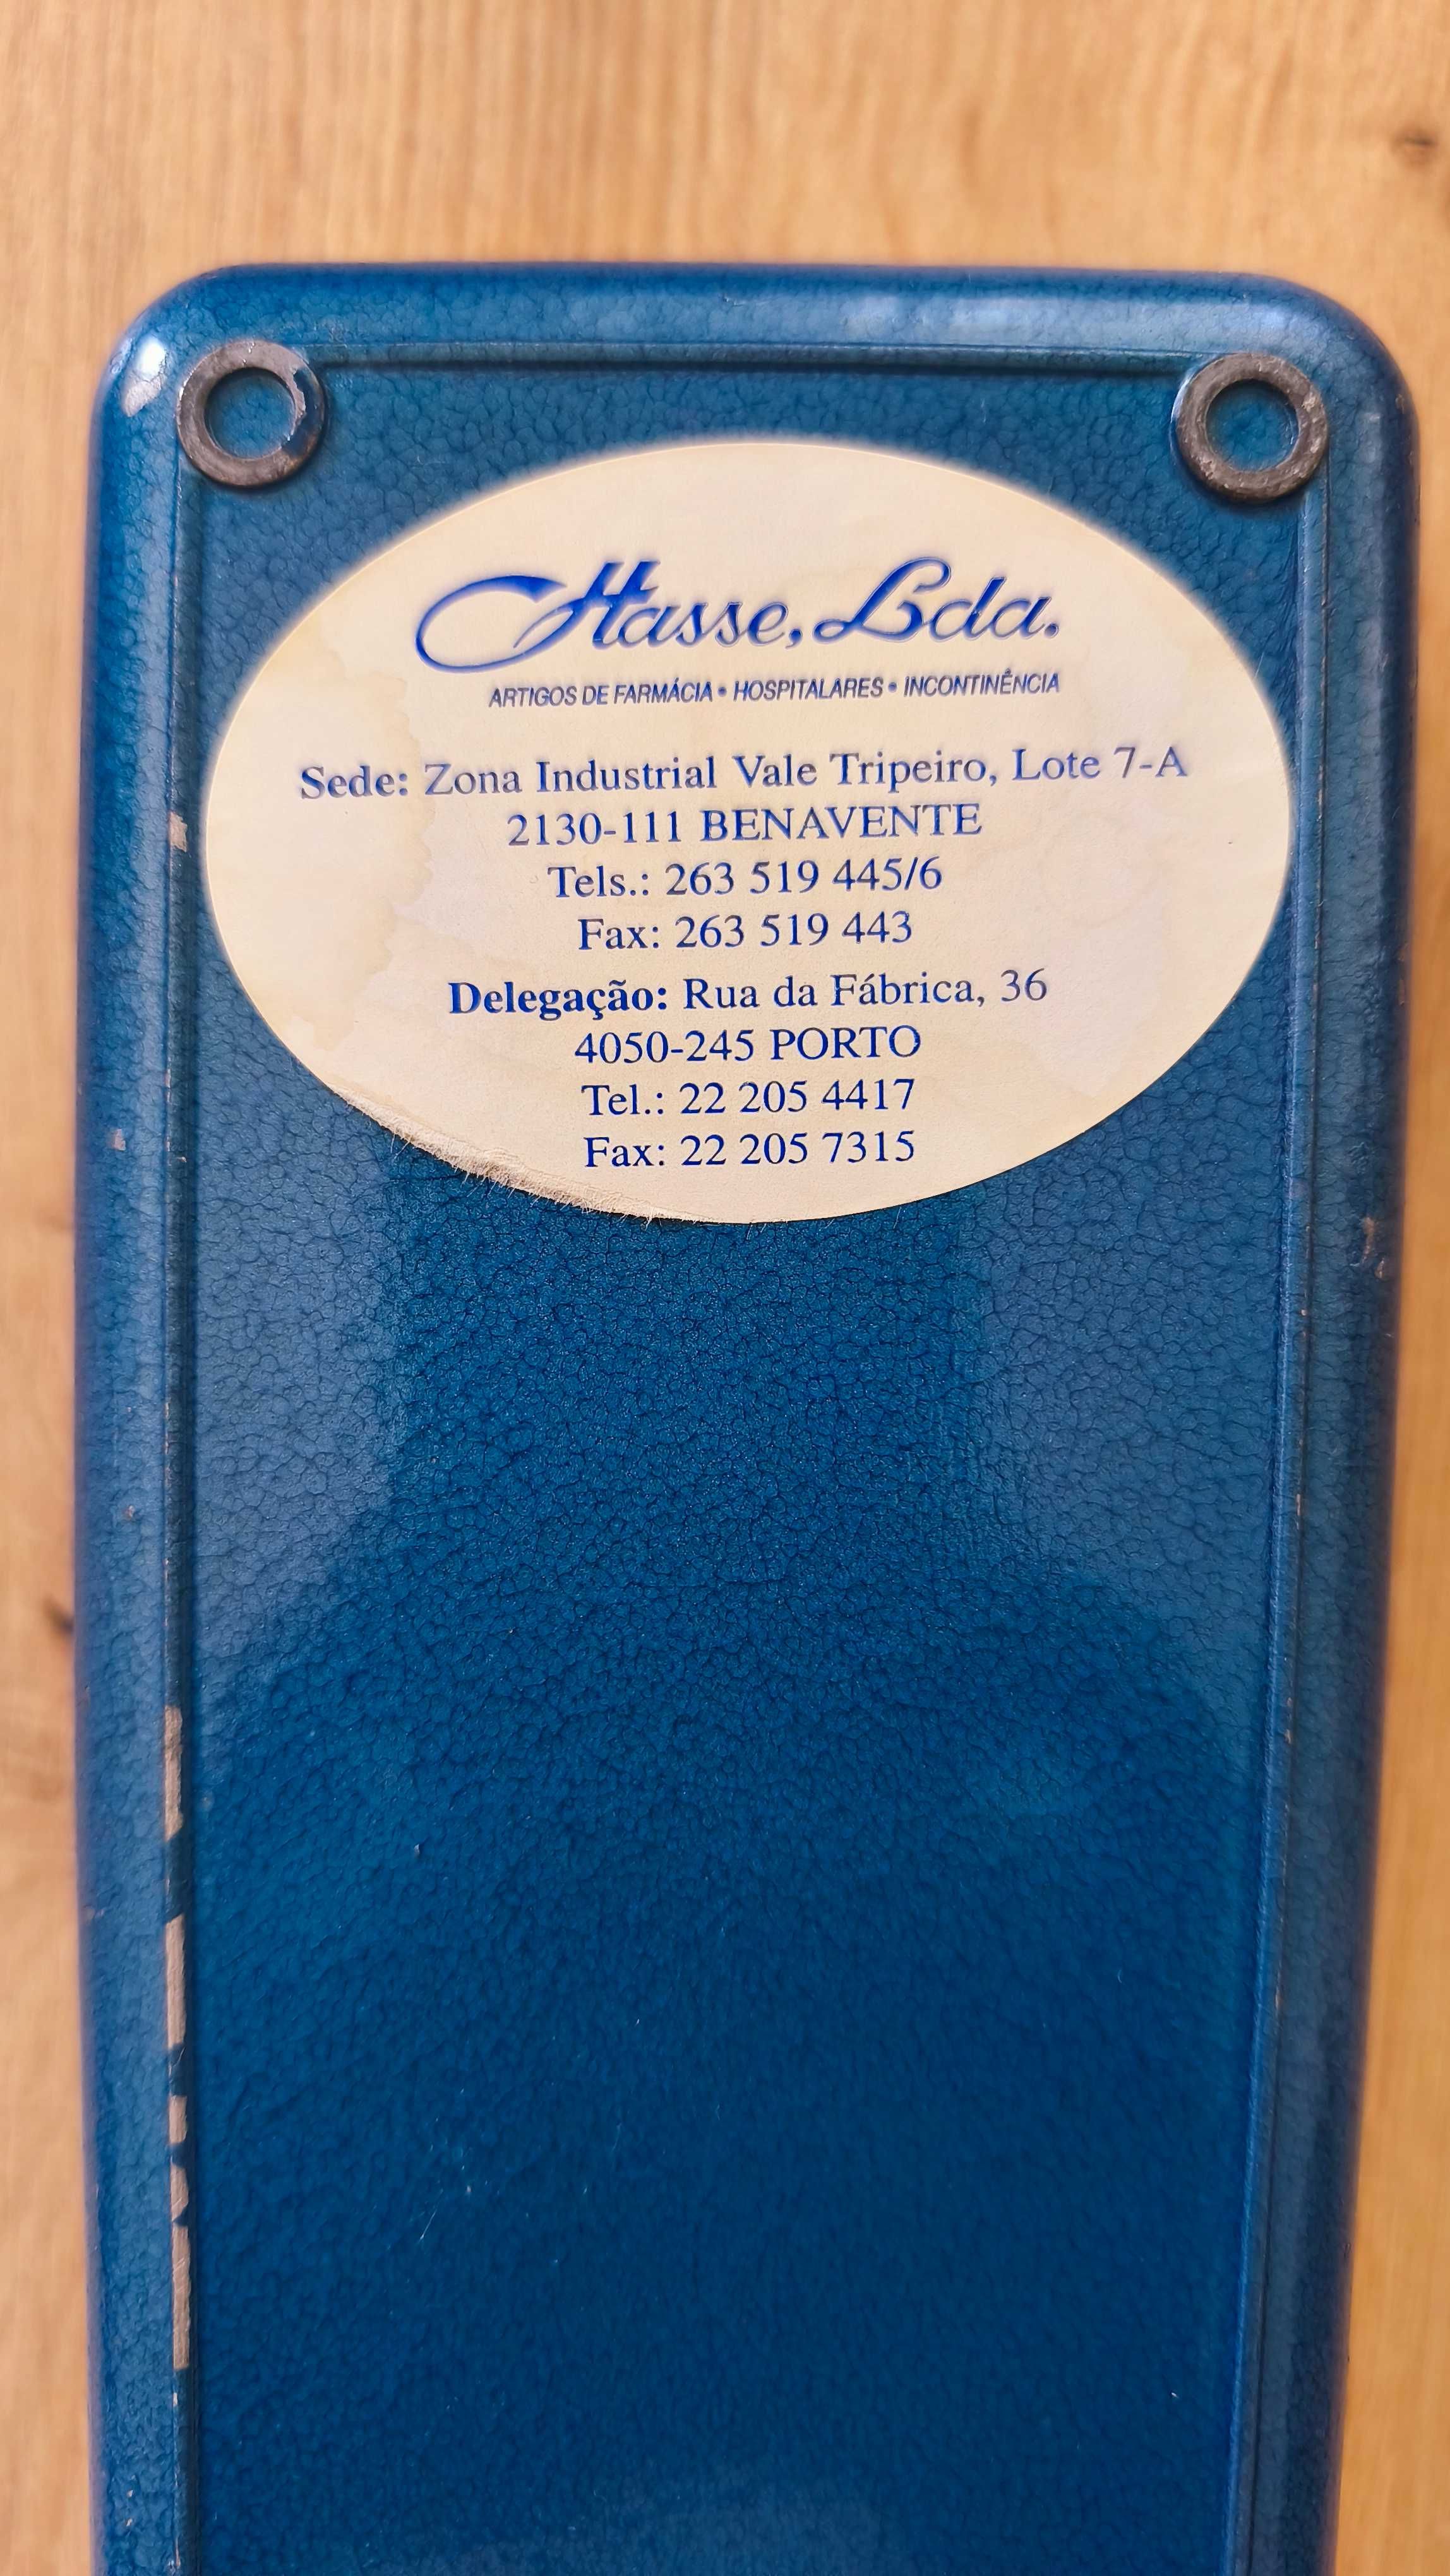 Hasse, Lda.
ARTIGOS DE FARMÁCIA • HOSPITALARES • INCONTINÊNCIA
Sede: Zona Industrial Vale Tripeiro, Lote 7-A
2130-111 BENAVENTE
Tels.: 263 519 445/6
Fax: 263 519 443
Delegação: Rua da Fábrica, 36
4050-245 PORTO
Tel.: 22 205 4417
Fax: 22 205 7315